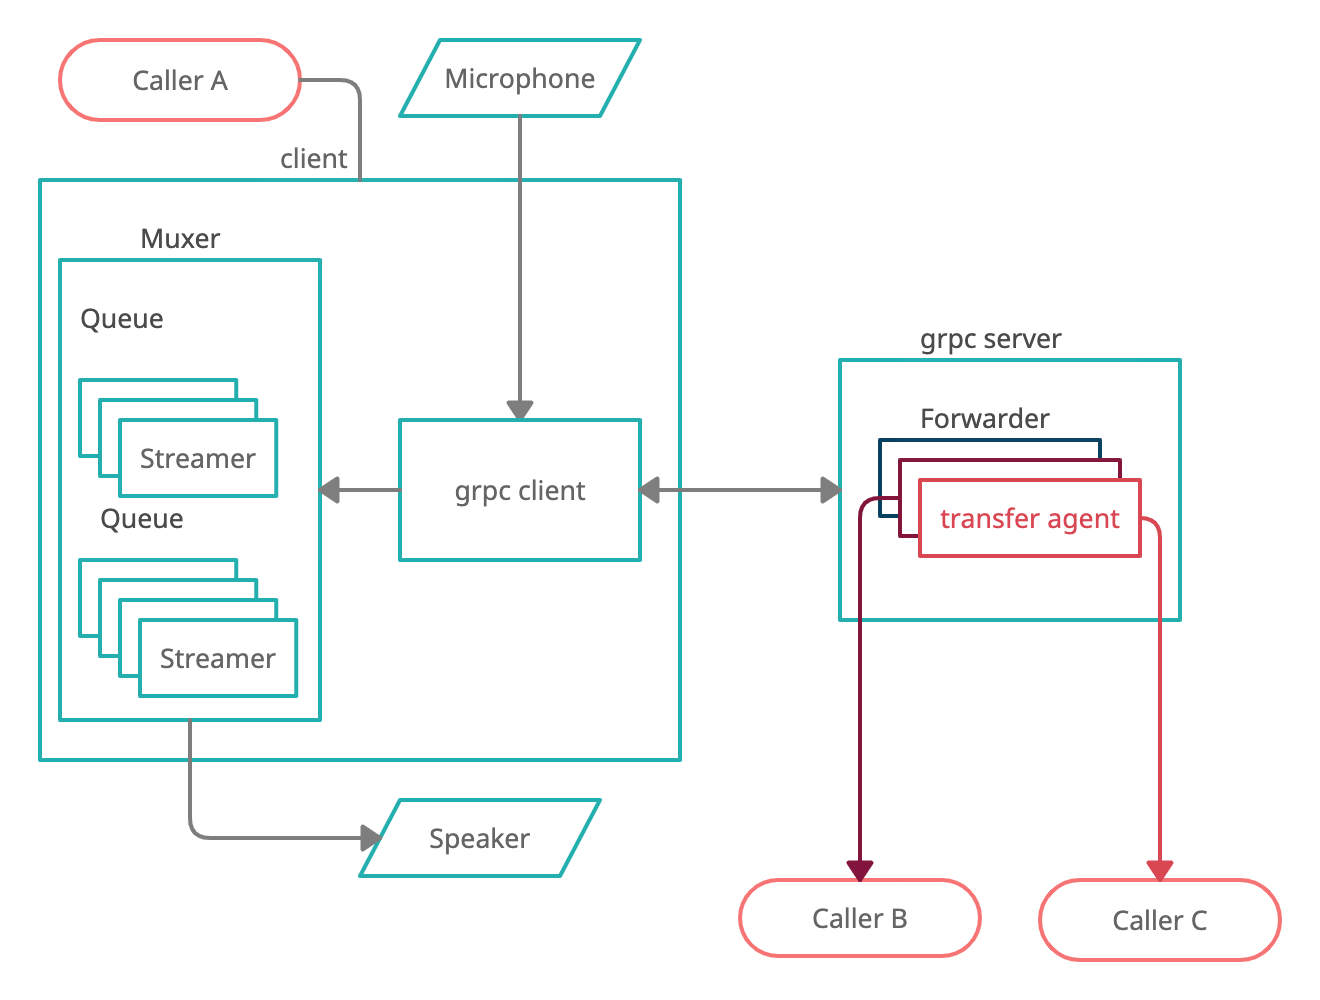 Caller A
Microphone
client
Muxer
Queue
Streamer
Queue
Streamer
grpc client
grpc server
Forwarder
transfer agent
Speaker
Caller B
Caller C